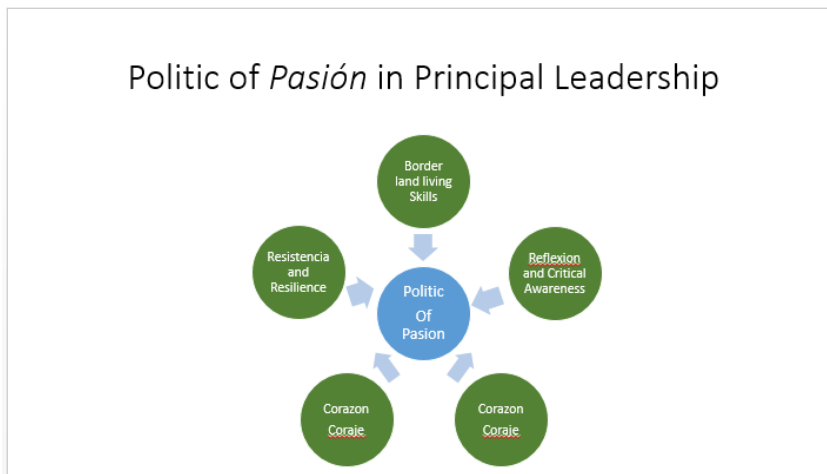 Politic of Pasión in Principal Leadership
Border
land living
Skills
Resistencia
and
Resilience
Reflexion
and Critical
Awareness
Politic
Of
Pasion
Corazon
Coraje
Corazon
Coraje